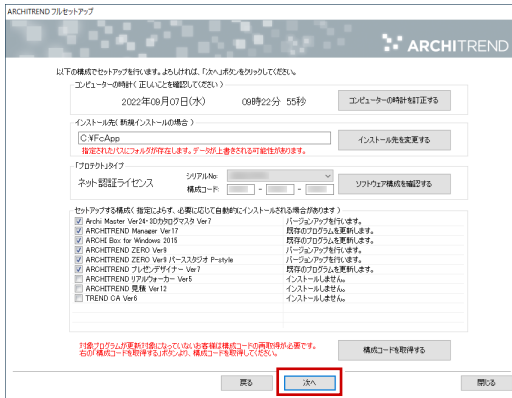 ARCHITREND フルセットアップ
ARCHITREND
以下の構成でセットアップを行います。よろしければ、「次へ」ボタンをクリックしてください。
コンピューターの時計( 正しいことを確認してください )
2022年09月07日(水) 09時22分 55秒
コンピューターの時計を訂正する
インストール先( 新規インストールの場合 )
C:¥FcApp
インストール先を変更する
指定されたパスにフォルダが存在します。データが上書きされる可能性があります。
「プロテクト」タイプ
ネット認証ライセンス
シリアルNo:
構成コード:
- -
ソフトウェア構成を確認する
セットアップする構成( 指定によらず、必要に応じて自動的にインストールされる場合があります )
Archi Master Ver24・3Dカタログマスタ Ver7 バージョンアップを行います。
ARCHITREND Manager Ver17 既存のプログラムを更新します。
ARCHI Box for Windows 2015 既存のプログラムを更新します。
ARCHITREND ZERO Ver9 バージョンアップを行います。
ARCHITREND ZERO Ver9 パーススタジオ P-style バージョンアップを行います。
ARCHITREND プレゼンデザイナー Ver7 既存のプログラムを更新します。
ARCHITREND リアルウォーカー Ver5 インストールしません。
ARCHITREND 見積 Ver12 インストールしません。
TREND CA Ver6 インストールしません。
対象プログラムが更新対象になっていないお客様は構成コードの再取得が必要です。
右の「構成コードを取得する」ボタンより、構成コードを取得してください。
構成コードを取得する
戻る
次へ
閉じる